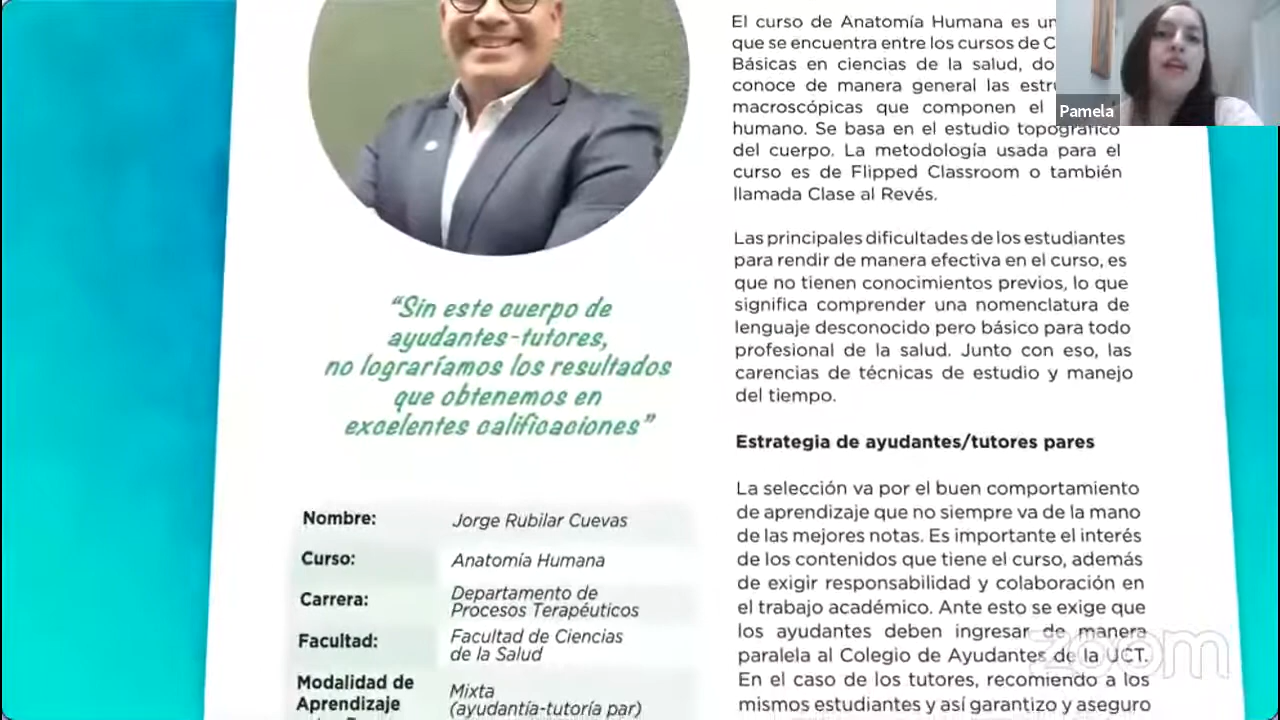 “Sin este cuerpo de
ayudantes-tutores,
no lograríamos los resultados
que obtenemos en
excelentes calificaciones”
Nombre: Jorge Rubilar Cuevas
Curso: Anatomía Humana
Carrera: Departamento de
Procesos Terapéuticos
Facultad: Facultad de Ciencias
de la Salud
Modalidad de
Aprendizaje
Mixta
(ayudantía-tutoría par)
El curso de Anatomía Humana es un
que se encuentra entre los cursos de C
Básicas en ciencias de la salud, do
conoce de manera general las estru
macroscópicas que componen el
humano. Se basa en el estudio topográfico
del cuerpo. La metodología usada para el
curso es de Flipped Classroom o también
llamada Clase al Revés.
Las principales dificultades de los estudiantes
para rendir de manera efectiva en el curso, es
que no tienen conocimientos previos, lo que
significa comprender una nomenclatura de
lenguaje desconocido pero básico para todo
profesional de la salud. Junto con eso, las
carencias de técnicas de estudio y manejo
del tiempo.
Estrategia de ayudantes/tutores pares
La selección va por el buen comportamiento
de aprendizaje que no siempre va de la mano
de las mejores notas. Es importante el interés
de los contenidos que tiene el curso, además
de exigir responsabilidad y colaboración en
el trabajo académico. Ante esto se exige que
los ayudantes deben ingresar de manera
paralela al Colegio de Ayudantes de la UCT.
En el caso de los tutores, recomiendo a los
mismos estudiantes y así garantizo y aseguro
Pamela
zoom